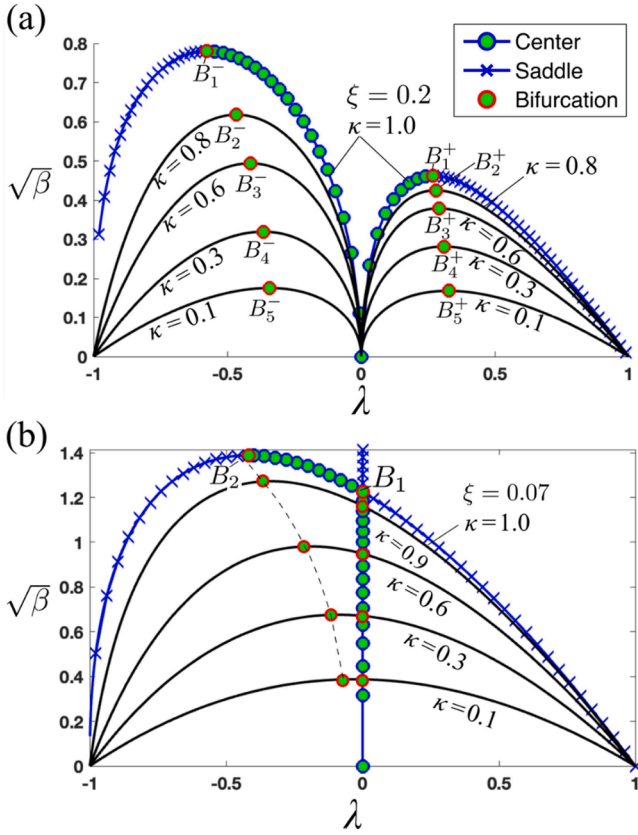 (a)
Center
Saddle
Bifurcation
0.8
0.7
0.6
0.5
0.4
0.3
0.2
0.1
0
√β
B₁⁻
B₂⁻
B₃⁻
B₄⁻
B₅⁻
κ=0.8
κ=0.6
κ=0.3
κ=0.1
ξ = 0.2
κ=1.0
B₁⁺
B₂⁺
B₃⁺
B₄⁺
B₅⁺
κ=0.8
κ=0.6
κ=0.3
κ=0.1
-1 -0.5 0 0.5 1
λ
(b)
1.4
1.2
1
0.8
0.6
0.4
0.2
0
√β
B₂
B₁
ξ = 0.07
κ=1.0
κ=0.9
κ=0.6
κ=0.3
κ=0.1
-1 -0.5 0 0.5 1
λ